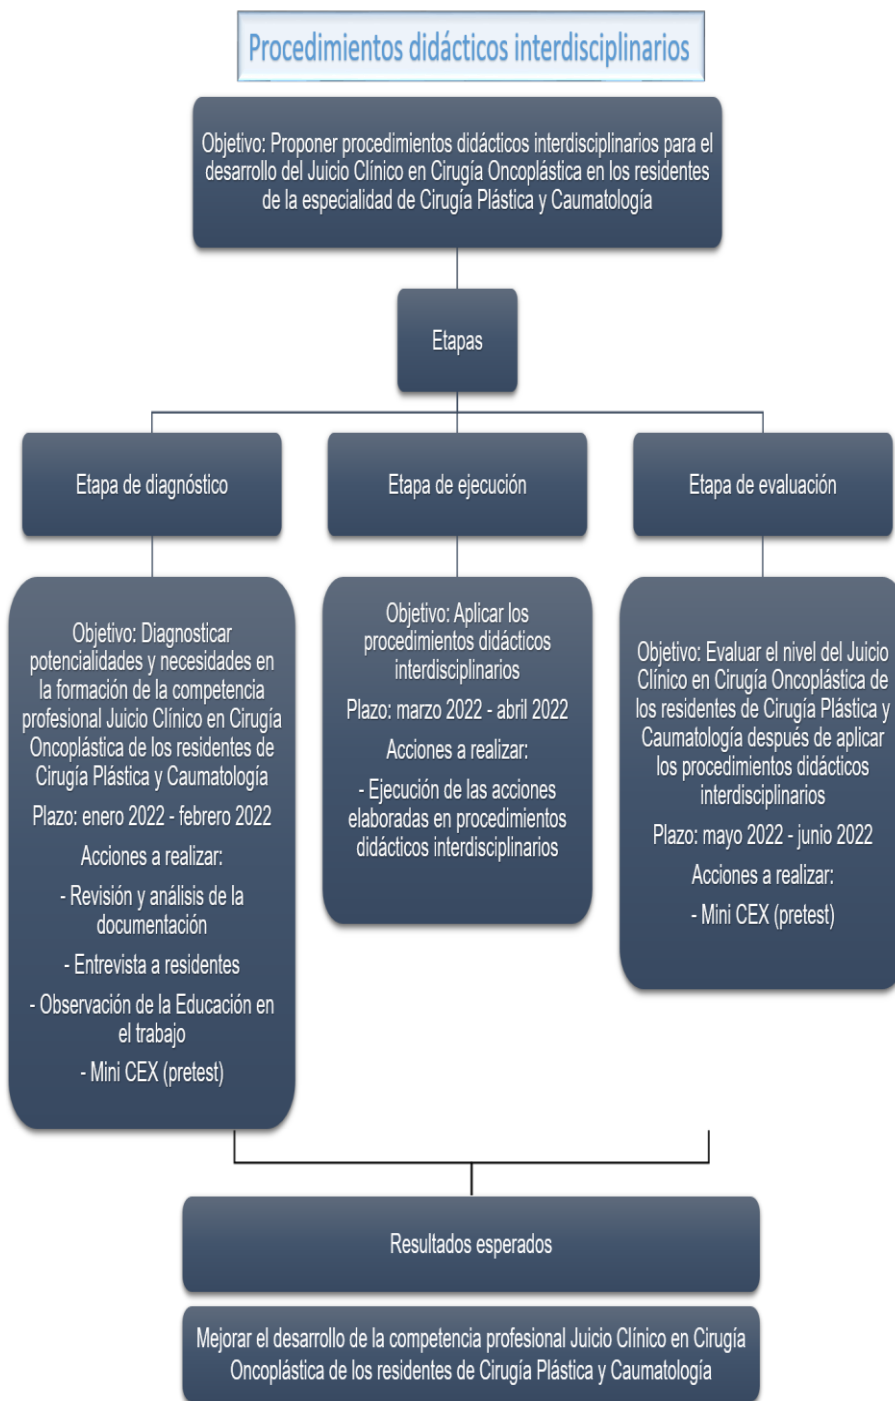 Procedimientos didácticos interdisciplinarios
Objetivo: Proponer procedimientos didácticos interdisciplinarios para el
desarrollo del Juicio Clínico en Cirugía Oncoplástica en los residentes
de la especialidad de Cirugía Plástica y Caumatología
Etapas
Etapa de diagnóstico
Etapa de ejecución
Etapa de evaluación
Objetivo: Diagnosticar
potencialidades y necesidades en
la formación de la competencia
profesional Juicio Clínico en Cirugía
Oncoplástica de los residentes de
Cirugía Plástica y Caumatología
Plazo: enero 2022 - febrero 2022
Acciones a realizar:
- Revisión y análisis de la
documentación
- Entrevista a residentes
- Observación de la Educación en
el trabajo
- Mini CEX (pretest)
Objetivo: Aplicar los
procedimientos didácticos
interdisciplinarios
Plazo: marzo 2022 - abril 2022
Acciones a realizar:
- Ejecución de las acciones
elaboradas en procedimientos
didácticos interdisciplinarios
Objetivo: Evaluar el nivel del Juicio
Clínico en Cirugía Oncoplástica de
los residentes de Cirugía Plástica y
Caumatología después de aplicar
los procedimientos didácticos
interdisciplinarios
Plazo: mayo 2022 - junio 2022
Acciones a realizar:
- Mini CEX (pretest)
Resultados esperados
Mejorar el desarrollo de la competencia profesional Juicio Clínico en Cirugía
Oncoplástica de los residentes de Cirugía Plástica y Caumatología